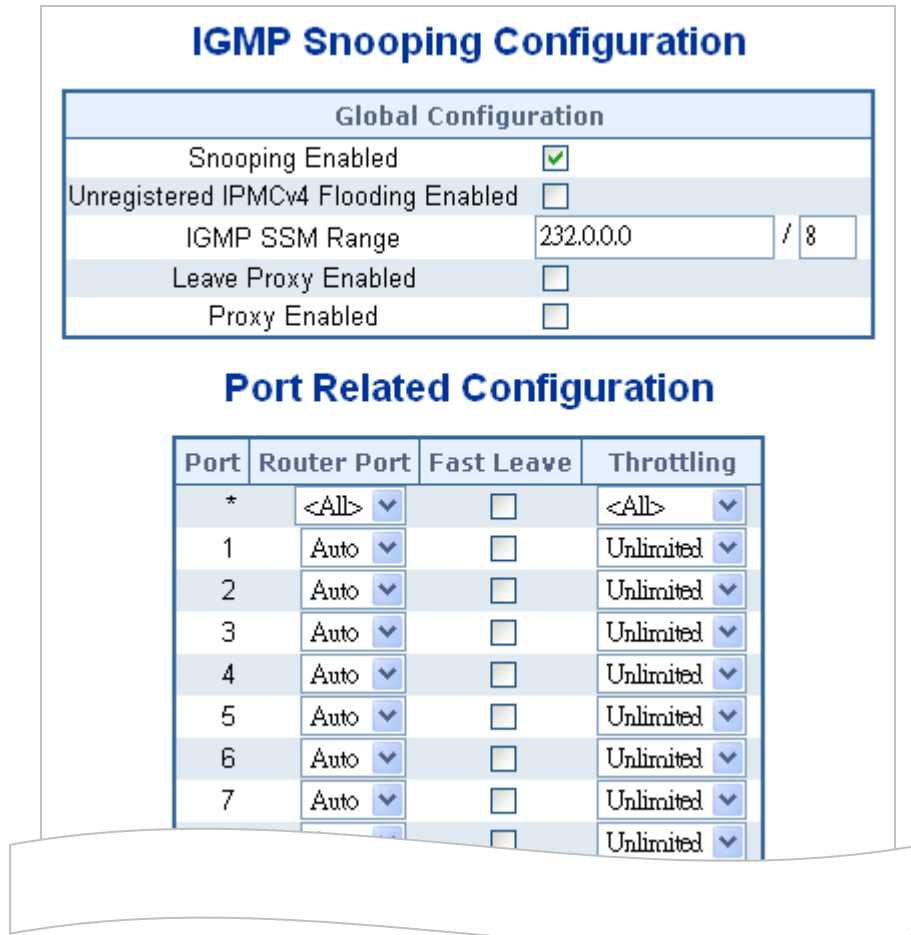 IGMP Snooping Configuration
Global Configuration
Snooping Enabled
Unregistered IPMCv4 Flooding Enabled
IGMP SSM Range 232.0.0.0 / 8
Leave Proxy Enabled
Proxy Enabled
Port Related Configuration
Port Router Port Fast Leave Throttling
* <All> <All>
1 Auto Unlimited
2 Auto Unlimited
3 Auto Unlimited
4 Auto Unlimited
5 Auto Unlimited
6 Auto Unlimited
7 Auto Unlimited
Unlimited